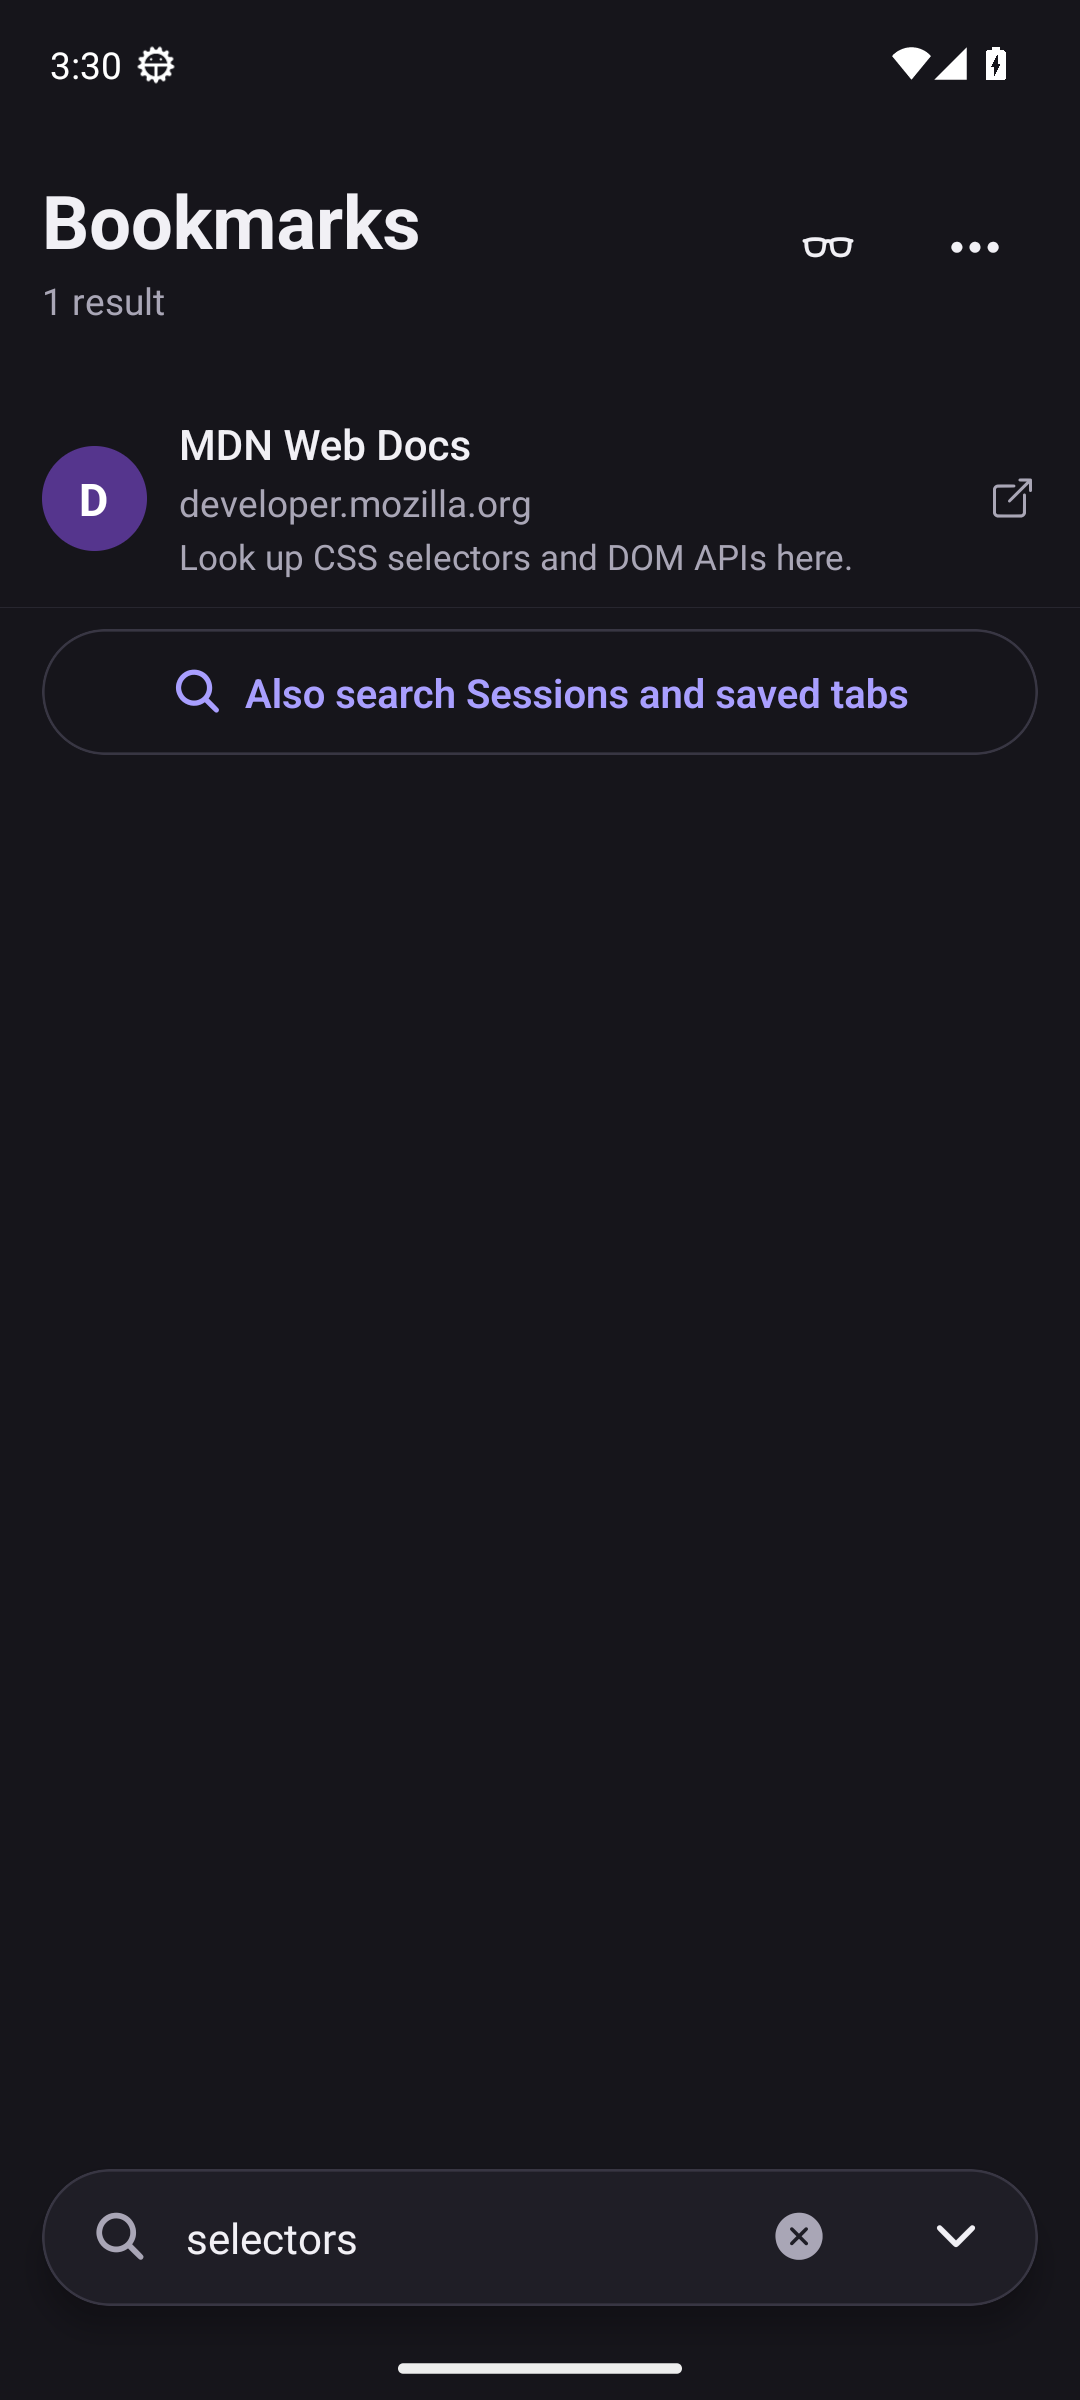 3:30
Bookmarks
1 result
D
MDN Web Docs
developer.mozilla.org
Look up CSS selectors and DOM APIs here.
Also search Sessions and saved tabs
selectors